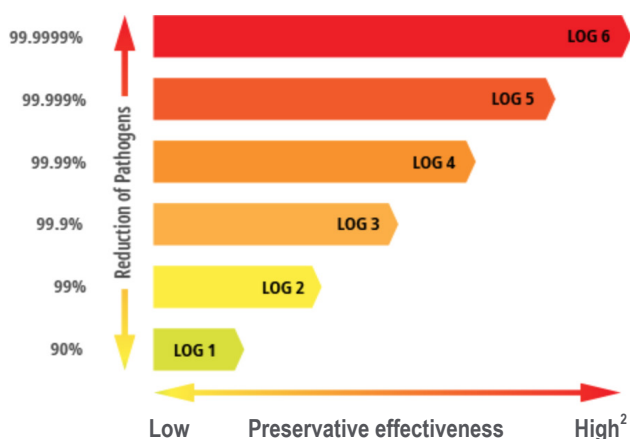 99.9999% LOG 6
99.999% LOG 5
99.99% LOG 4
99.9% LOG 3
99% LOG 2
90% LOG 1
Reduction of Pathogens
Low Preservative effectiveness High²